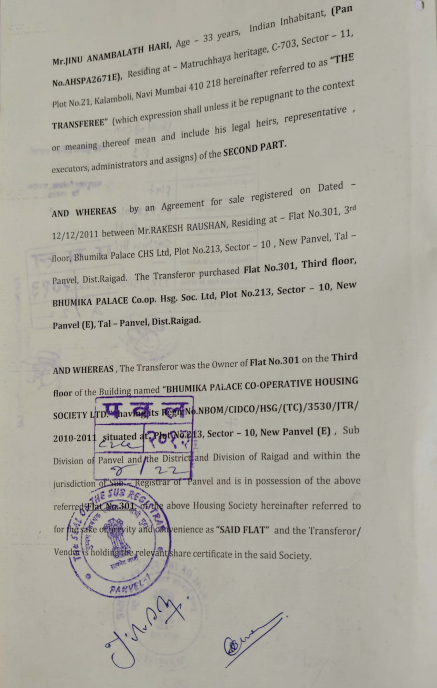 Mr.JINU ANAMBALATH HARI, Age – 33 years, Indian Inhabitant, (Pan
No.AHSPA2671E), Residing at – Matruchhaya heritage, C-703, Sector – 11,
Plot No.21, Kalamboli, Navi Mumbai 410 218 hereinafter referred to as "THE
TRANSFEREE" (which expression shall unless it be repugnant to the context
or meaning thereof mean and include his legal heirs, representative ,
executors, administrators and assigns) of the SECOND PART.
AND WHEREAS by an Agreement for sale registered on Dated –
12/12/2011 between Mr.RAKESH RAUSHAN, Residing at – Flat No.301, 3rd
floor, Bhumika Palace CHS Ltd, Plot No.213, Sector – 10 , New Panvel, Tal –
Panvel, Dist.Raigad. The Transferor purchased Flat No.301, Third floor,
BHUMIKA PALACE Co.op. Hsg. Soc. Ltd, Plot No.213, Sector – 10, New
Panvel (E), Tal – Panvel, Dist.Raigad.
AND WHEREAS , The Transferor was the Owner of Flat No.301 on the Third
floor of the Building named "BHUMIKA PALACE CO-OPERATIVE HOUSING
SOCIETY LTD. having its Regn No.NBOM/CIDCO/HSG/(TC)/3530/JTR/
2010-2011 situated at Plot No.213, Sector – 10, New Panvel (E) , Sub
Division of Panvel and the District and Division of Raigad and within the
jurisdiction of Sub – Registrar of Panvel and is in possession of the above
referred Flat No.301, of the above Housing Society hereinafter referred to
for the sake of brevity and convenience as "SAID FLAT" and the Transferor/
Vendor is holding the relevant share certificate in the said Society.
पवल
2/22
THE SEAL OF THE SUB REGISTRAR
PANVEL-1